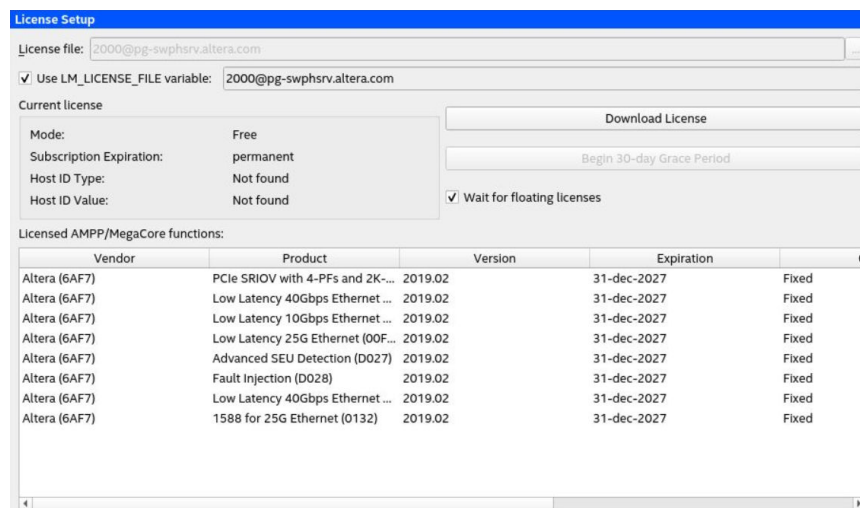 License Setup
License file: 2000@pg-swphsrv.altera.com ...
Use LM_LICENSE_FILE variable: 2000@pg-swphsrv.altera.com
Current license
Mode: Free
Subscription Expiration: permanent
Host ID Type: Not found
Host ID Value: Not found
Download License
Begin 30-day Grace Period
Wait for floating licenses
Licensed AMPP/MegaCore functions:
Vendor Product Version Expiration
Altera (6AF7) PCIe SRIOV with 4-PFs and 2K-... 2019.02 31-dec-2027 Fixed
Altera (6AF7) Low Latency 40Gbps Ethernet ... 2019.02 31-dec-2027 Fixed
Altera (6AF7) Low Latency 10Gbps Ethernet ... 2019.02 31-dec-2027 Fixed
Altera (6AF7) Low Latency 25G Ethernet (00F... 2019.02 31-dec-2027 Fixed
Altera (6AF7) Advanced SEU Detection (D027) 2019.02 31-dec-2027 Fixed
Altera (6AF7) Fault Injection (D028) 2019.02 31-dec-2027 Fixed
Altera (6AF7) Low Latency 40Gbps Ethernet ... 2019.02 31-dec-2027 Fixed
Altera (6AF7) 1588 for 25G Ethernet (0132) 2019.02 31-dec-2027 Fixed